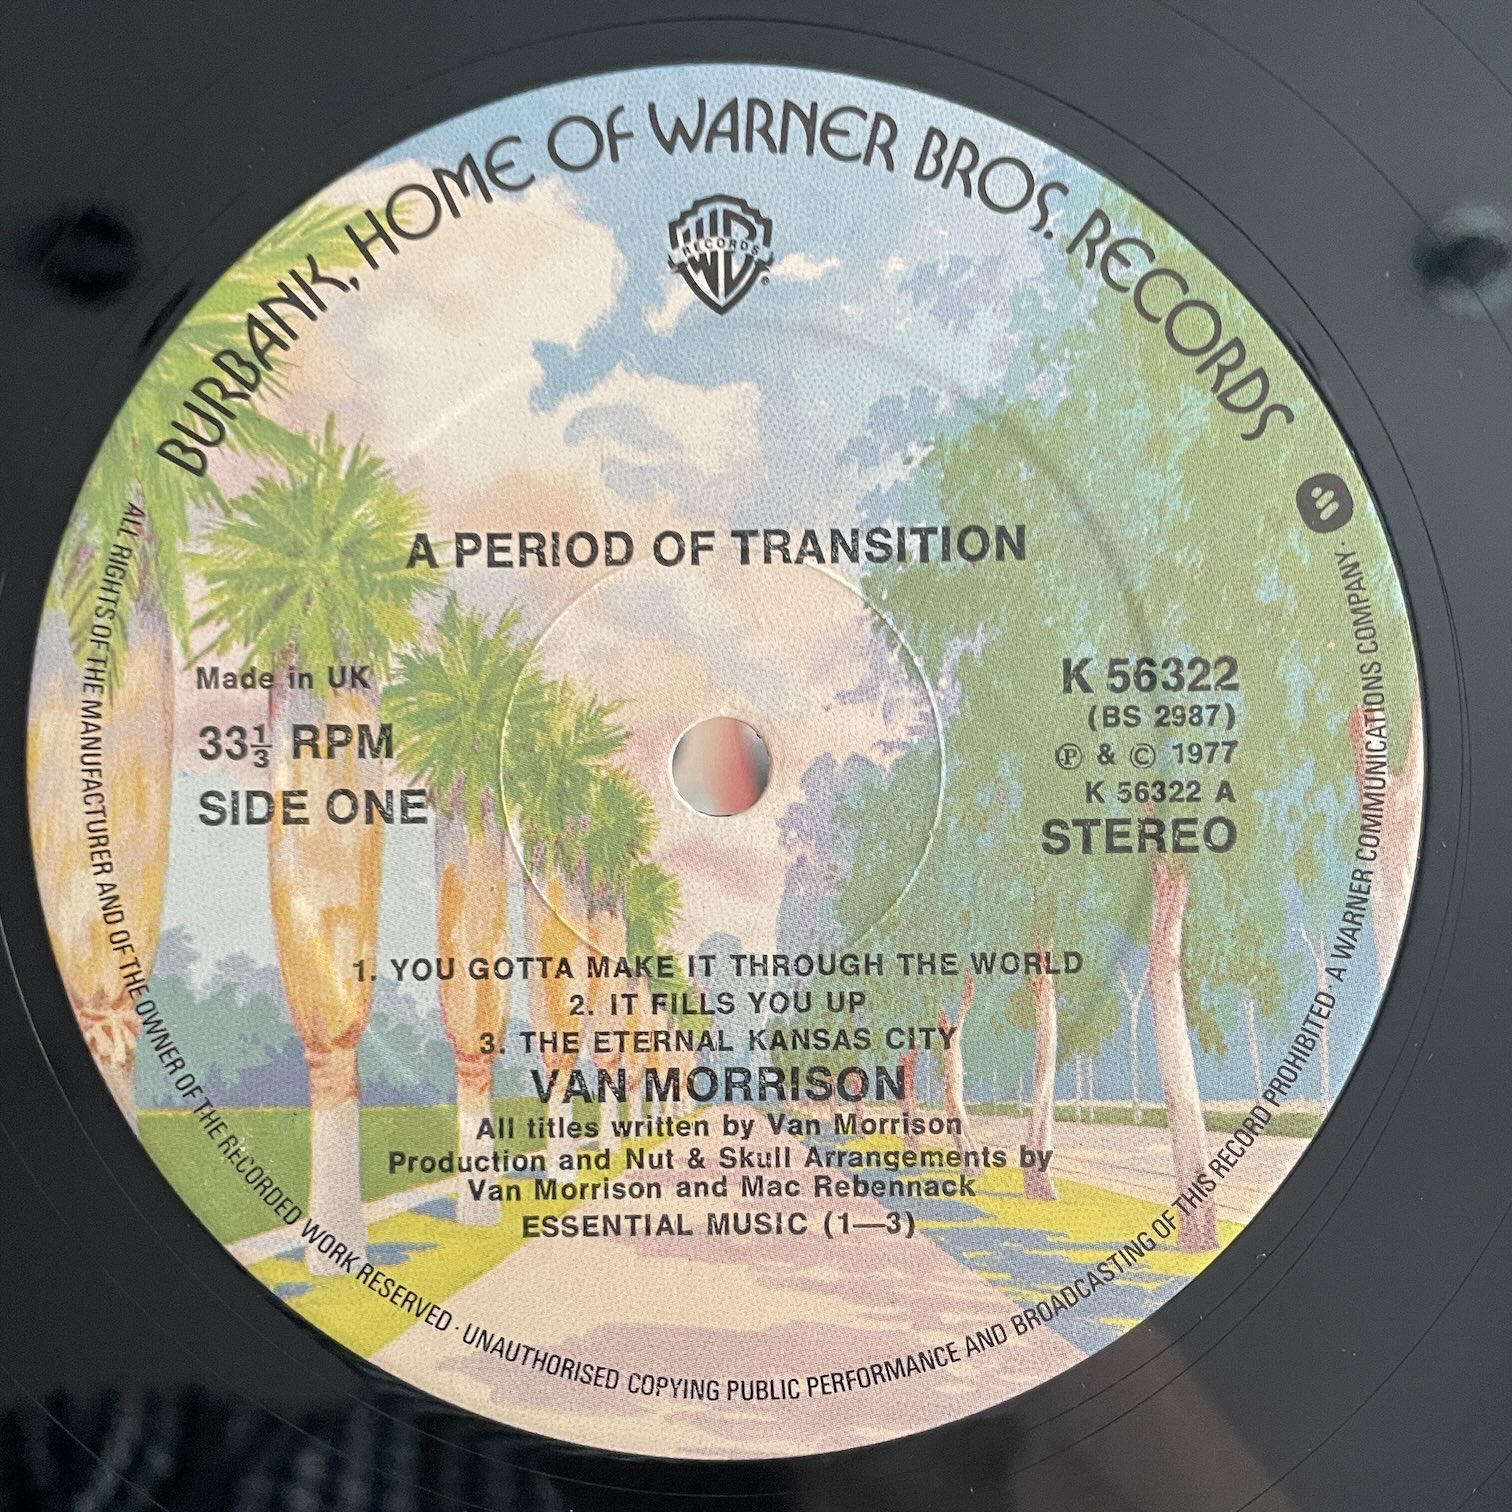 BURBANK, HOME OF WARNER BROS. RECORDS
W B RECORDS ®
A PERIOD OF TRANSITION
Made in UK
33⅓ RPM
SIDE ONE
K 56322
(BS 2987)
℗ & © 1977
K 56322 A
STEREO
1. YOU GOTTA MAKE IT THROUGH THE WORLD
2. IT FILLS YOU UP
3. THE ETERNAL KANSAS CITY
VAN MORRISON
All titles written by Van Morrison
Production and Nut & Skull Arrangements by
Van Morrison and Mac Rebennack
ESSENTIAL MUSIC (1—3)
ALL RIGHTS OF THE MANUFACTURER AND OF THE OWNER OF THE RECORDED WORK RESERVED · UNAUTHORISED COPYING PUBLIC PERFORMANCE AND BROADCASTING OF THIS RECORD PROHIBITED · A WARNER COMMUNICATIONS COMPANY ·